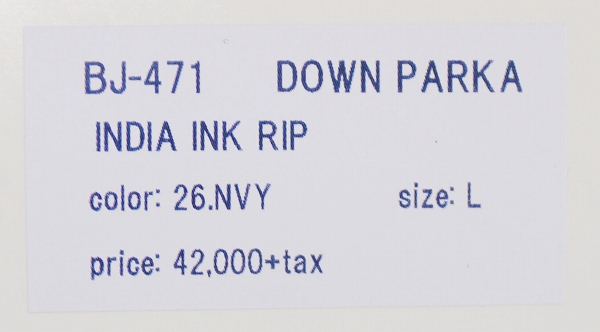 BJ-471 DOWN PARKA
INDIA INK RIP
color: 26.NVY size: L
price: 42,000+tax